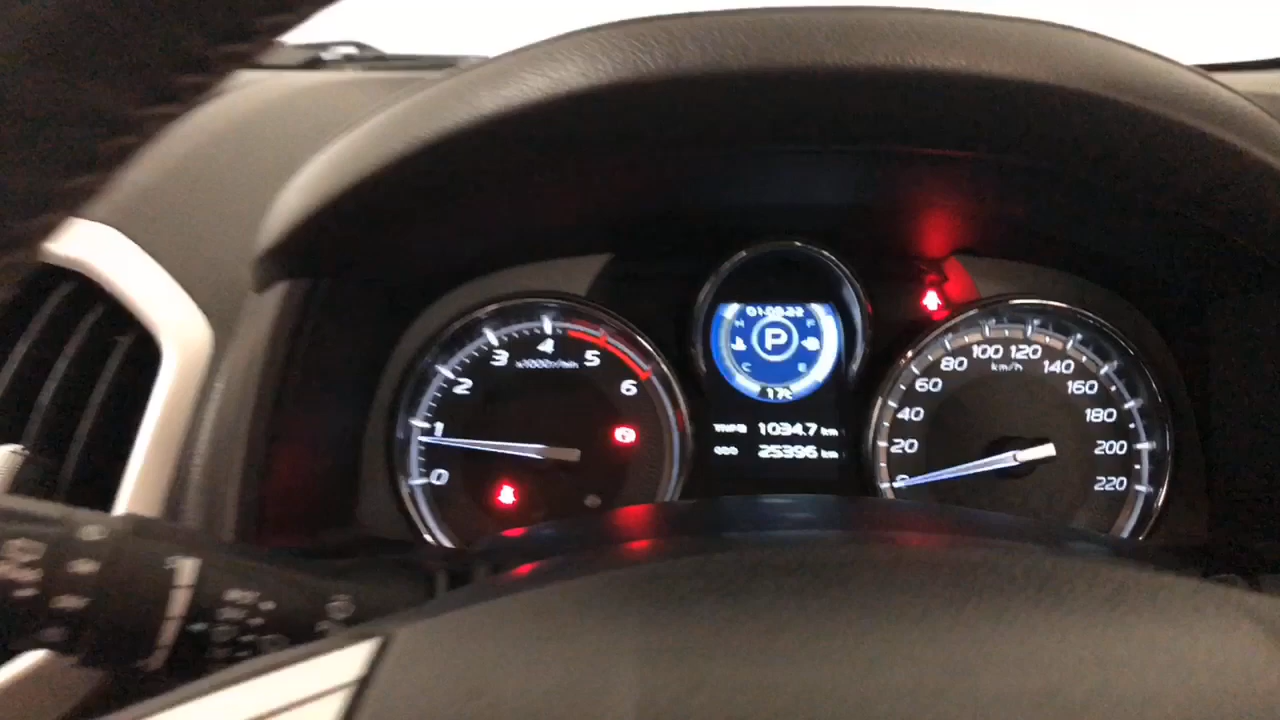 0 1 2 3 4 5 6
x1000r/min
P
H F
C E
TRIP B 1034.7 km
ODO 25396 km
0 20 40 60 80 100 120 140 160 180 200 220
km/h